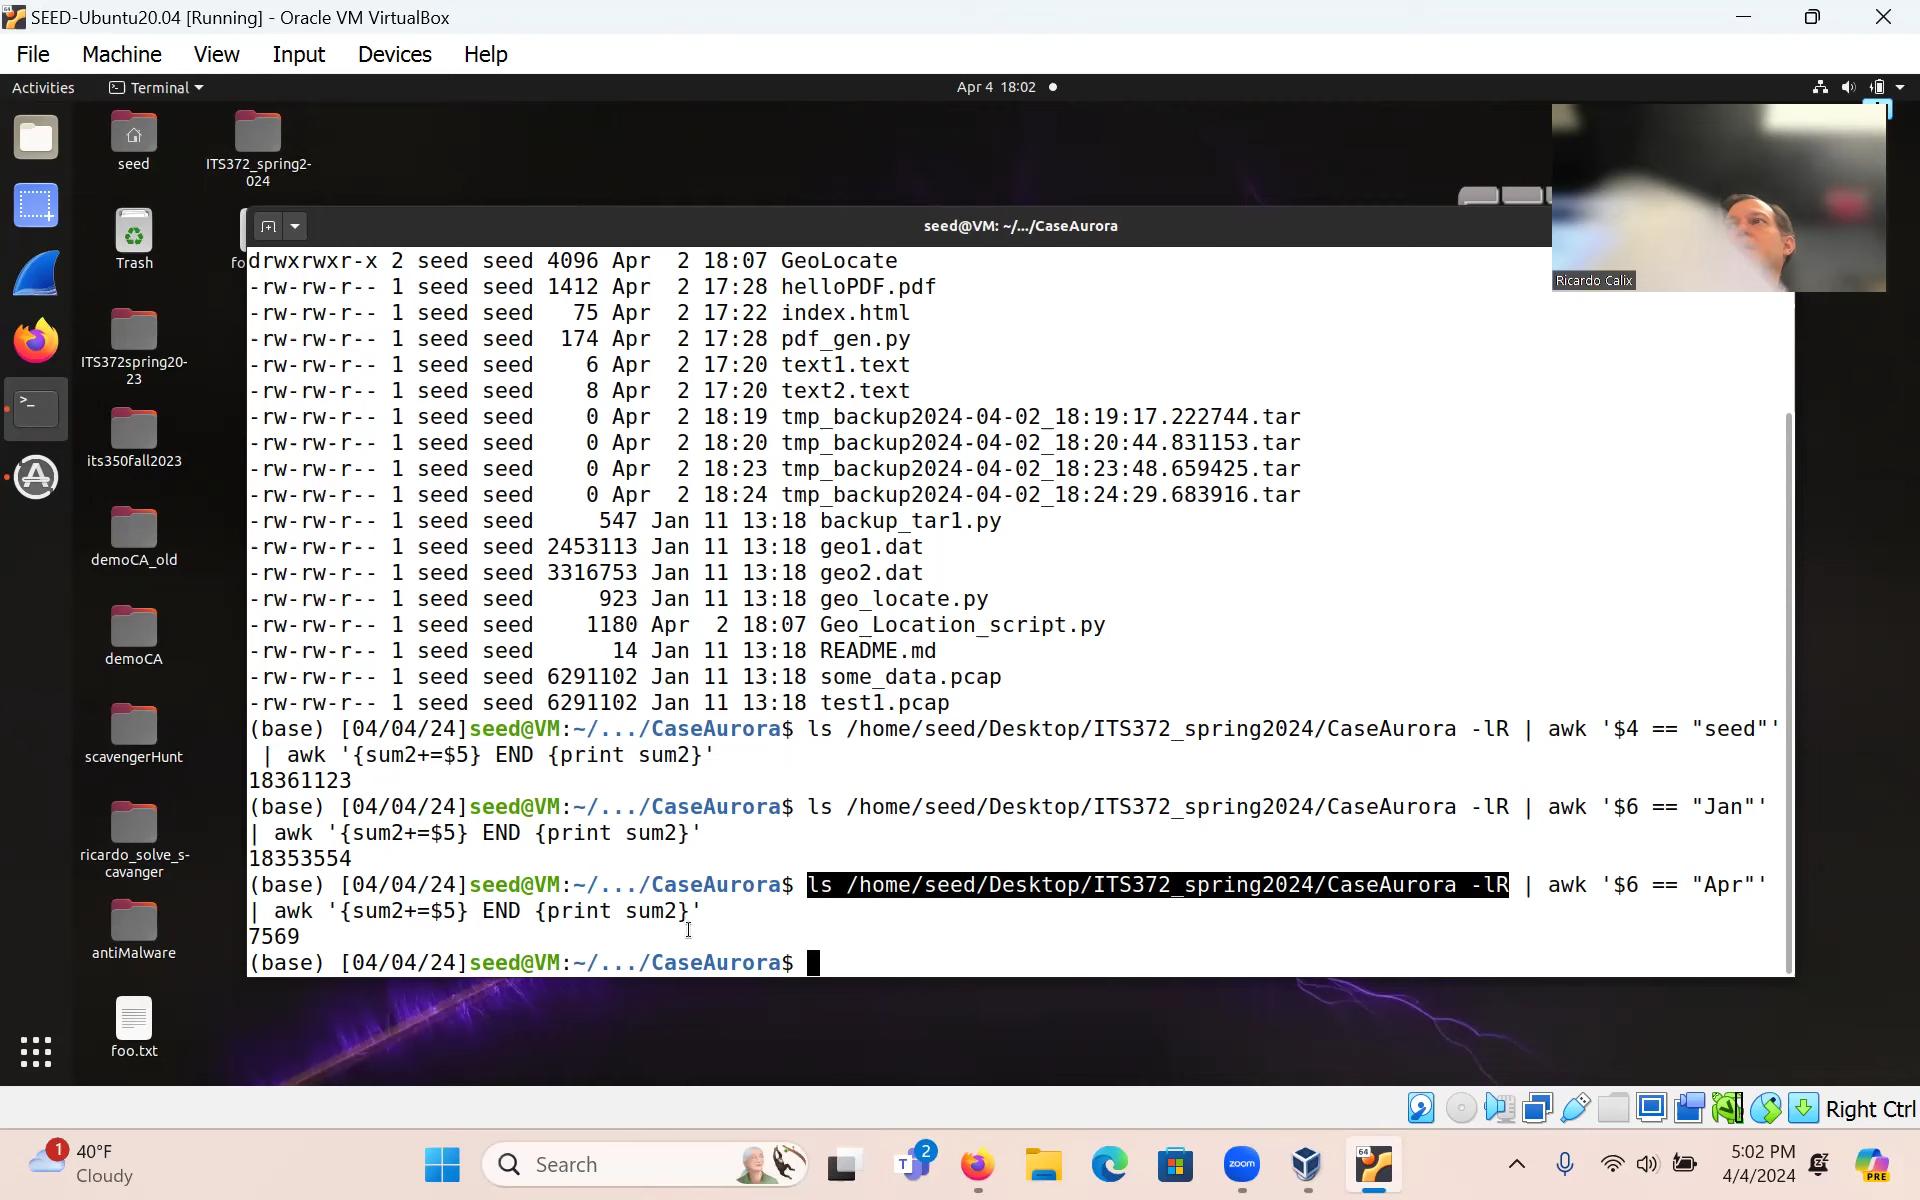 SEED-Ubuntu20.04 [Running] - Oracle VM VirtualBox
File Machine View Input Devices Help
Activities Terminal Apr 4 18:02
seed
ITS372_spring2-
024
Trash
fo
ITS372spring20-
23
its350fall2023
demoCA_old
demoCA
scavengerHunt
ricardo_solve_s-
cavanger
antiMalware
foo.txt
Ricardo Calix
seed@VM: ~/.../CaseAurora
drwxrwxr-x 2 seed seed 4096 Apr  2 18:07 GeoLocate
-rw-rw-r-- 1 seed seed 1412 Apr  2 17:28 helloPDF.pdf
-rw-rw-r-- 1 seed seed   75 Apr  2 17:22 index.html
-rw-rw-r-- 1 seed seed  174 Apr  2 17:28 pdf_gen.py
-rw-rw-r-- 1 seed seed    6 Apr  2 17:20 text1.text
-rw-rw-r-- 1 seed seed    8 Apr  2 17:20 text2.text
-rw-rw-r-- 1 seed seed    0 Apr  2 18:19 tmp_backup2024-04-02_18:19:17.222744.tar
-rw-rw-r-- 1 seed seed    0 Apr  2 18:20 tmp_backup2024-04-02_18:20:44.831153.tar
-rw-rw-r-- 1 seed seed    0 Apr  2 18:23 tmp_backup2024-04-02_18:23:48.659425.tar
-rw-rw-r-- 1 seed seed    0 Apr  2 18:24 tmp_backup2024-04-02_18:24:29.683916.tar
-rw-rw-r-- 1 seed seed     547 Jan 11 13:18 backup_tar1.py
-rw-rw-r-- 1 seed seed 2453113 Jan 11 13:18 geo1.dat
-rw-rw-r-- 1 seed seed 3316753 Jan 11 13:18 geo2.dat
-rw-rw-r-- 1 seed seed     923 Jan 11 13:18 geo_locate.py
-rw-rw-r-- 1 seed seed    1180 Apr  2 18:07 Geo_Location_script.py
-rw-rw-r-- 1 seed seed      14 Jan 11 13:18 README.md
-rw-rw-r-- 1 seed seed 6291102 Jan 11 13:18 some_data.pcap
-rw-rw-r-- 1 seed seed 6291102 Jan 11 13:18 test1.pcap
(base) [04/04/24]seed@VM:~/.../CaseAurora$ ls /home/seed/Desktop/ITS372_spring2024/CaseAurora -lR | awk '$4 == "seed"'
 | awk '{sum2+=$5} END {print sum2}'
18361123
(base) [04/04/24]seed@VM:~/.../CaseAurora$ ls /home/seed/Desktop/ITS372_spring2024/CaseAurora -lR | awk '$6 == "Jan"'
| awk '{sum2+=$5} END {print sum2}'
18353554
(base) [04/04/24]seed@VM:~/.../CaseAurora$ ls /home/seed/Desktop/ITS372_spring2024/CaseAurora -lR | awk '$6 == "Apr"'
| awk '{sum2+=$5} END {print sum2}'
7569
(base) [04/04/24]seed@VM:~/.../CaseAurora$
Right Ctrl
1 40°F
Cloudy
Search
2
zoom
64
5:02 PM
4/4/2024
PRE